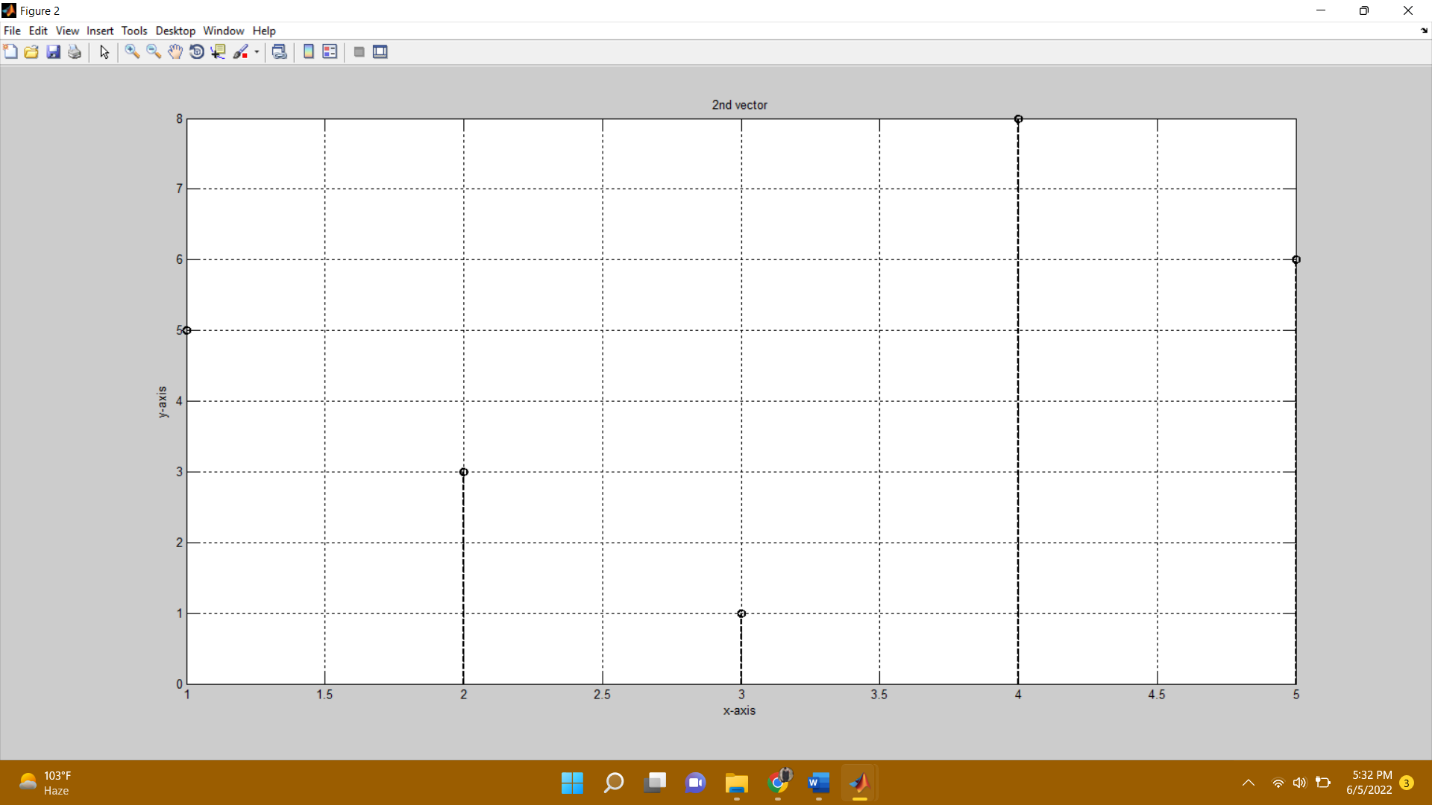 Figure 2
File Edit View Insert Tools Desktop Window Help
2nd vector
8
7
6
5
4
3
2
1
0
y-axis
1 1.5 2 2.5 3 3.5 4 4.5 5
x-axis
103°F
Haze
W
5:32 PM
6/5/2022
3